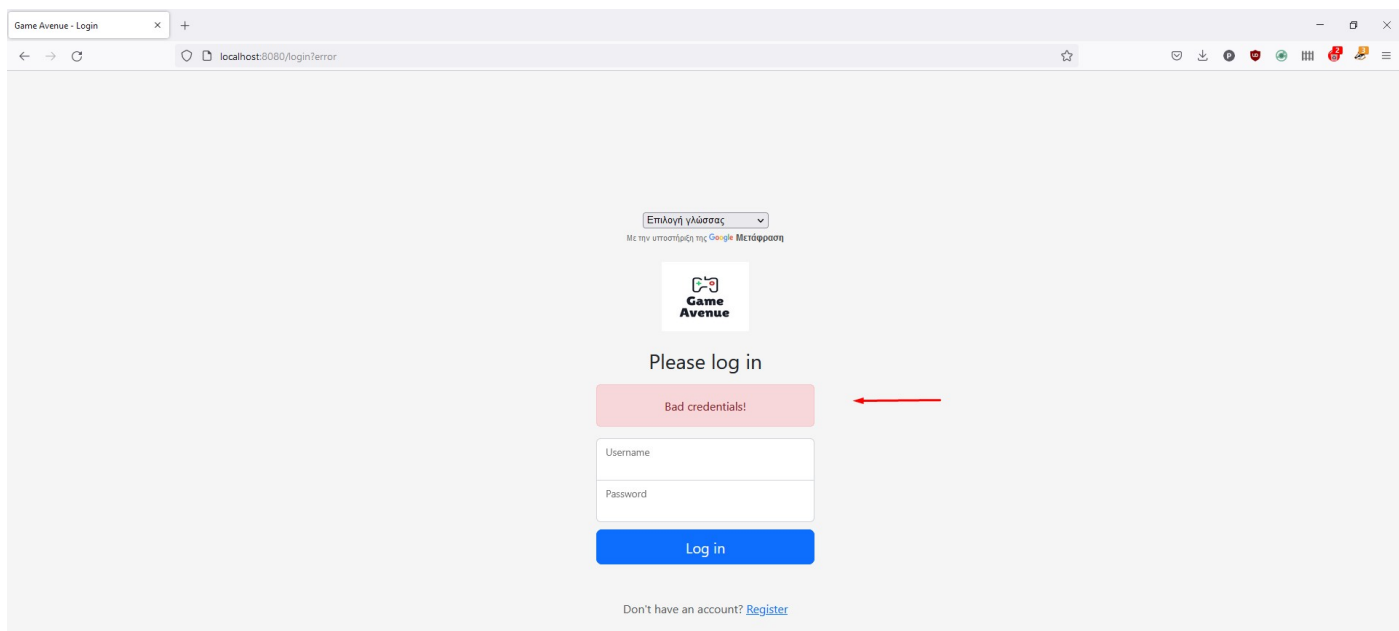 Game Avenue - Login
localhost:8080/login?error
Επιλογή γλώσσας
Με την υποστήριξη της Google Μετάφραση
Game
Avenue
Please log in
Bad credentials!
Username
Password
Log in
Don't have an account? Register